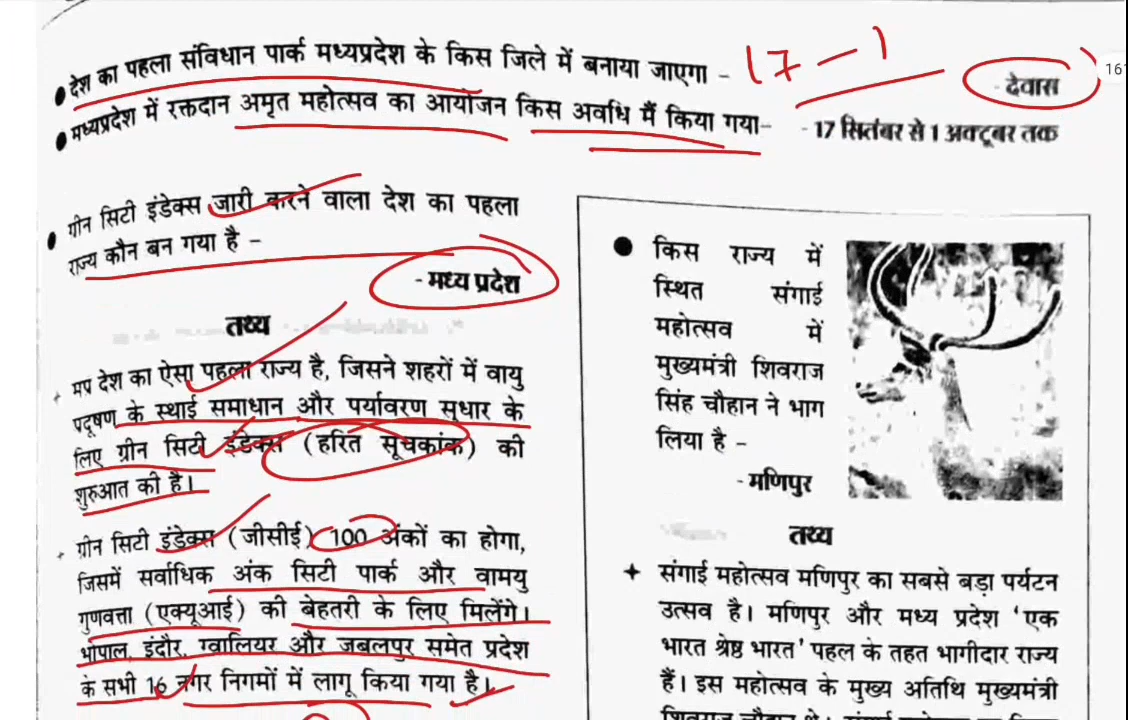 देश का पहला संविधान पार्क मध्यप्रदेश के किस जिले में बनाया जाएगा – 17 – 1
- देवास
161
मध्यप्रदेश में रक्तदान अमृत महोत्सव का आयोजन किस अवधि में किया गया–
- 17 सितंबर से 1 अक्टूबर तक
ग्रीन सिटी इंडेक्स जारी करने वाला देश का पहला
राज्य कौन बन गया है –
- मध्य प्रदेश
तथ्य
मप्र देश का ऐसा पहला राज्य है, जिसने शहरों में वायु
पदूषण के स्थाई समाधान और पर्यावरण सुधार के
लिए ग्रीन सिटी इंडेक्स (हरित सूचकांक) की
शुरुआत की है।
ग्रीन सिटी इंडेक्स (जीसीई) 100 अंकों का होगा,
जिसमें सर्वाधिक अंक सिटी पार्क और वामयु
गुणवत्ता (एक्यूआई) की बेहतरी के लिए मिलेंगे।
भोपाल, इंदौर, ग्वालियर और जबलपुर समेत प्रदेश
के सभी 16 नगर निगमों में लागू किया गया है।
किस राज्य में
स्थित संगाई
महोत्सव में
मुख्यमंत्री शिवराज
सिंह चौहान ने भाग
लिया है –
- मणिपुर
तथ्य
संगाई महोत्सव मणिपुर का सबसे बड़ा पर्यटन
उत्सव है। मणिपुर और मध्य प्रदेश ‘एक
भारत श्रेष्ठ भारत’ पहल के तहत भागीदार राज्य
हैं। इस महोत्सव के मुख्य अतिथि मुख्यमंत्री
शिवराज चौहान थे।